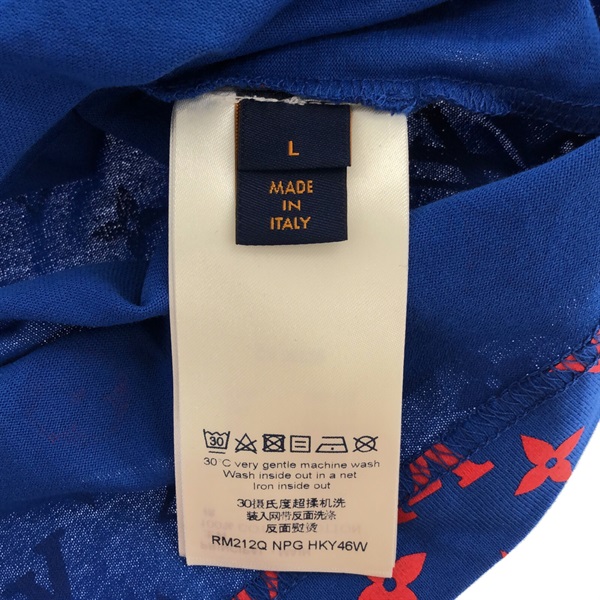 L
MADE
IN
ITALY
30
30°C very gentle machine wash
Wash inside out in a net
Iron inside out
30摄氏度超柔机洗
装入网带反面洗涤
反面熨烫
RM212Q NPG HKY46W